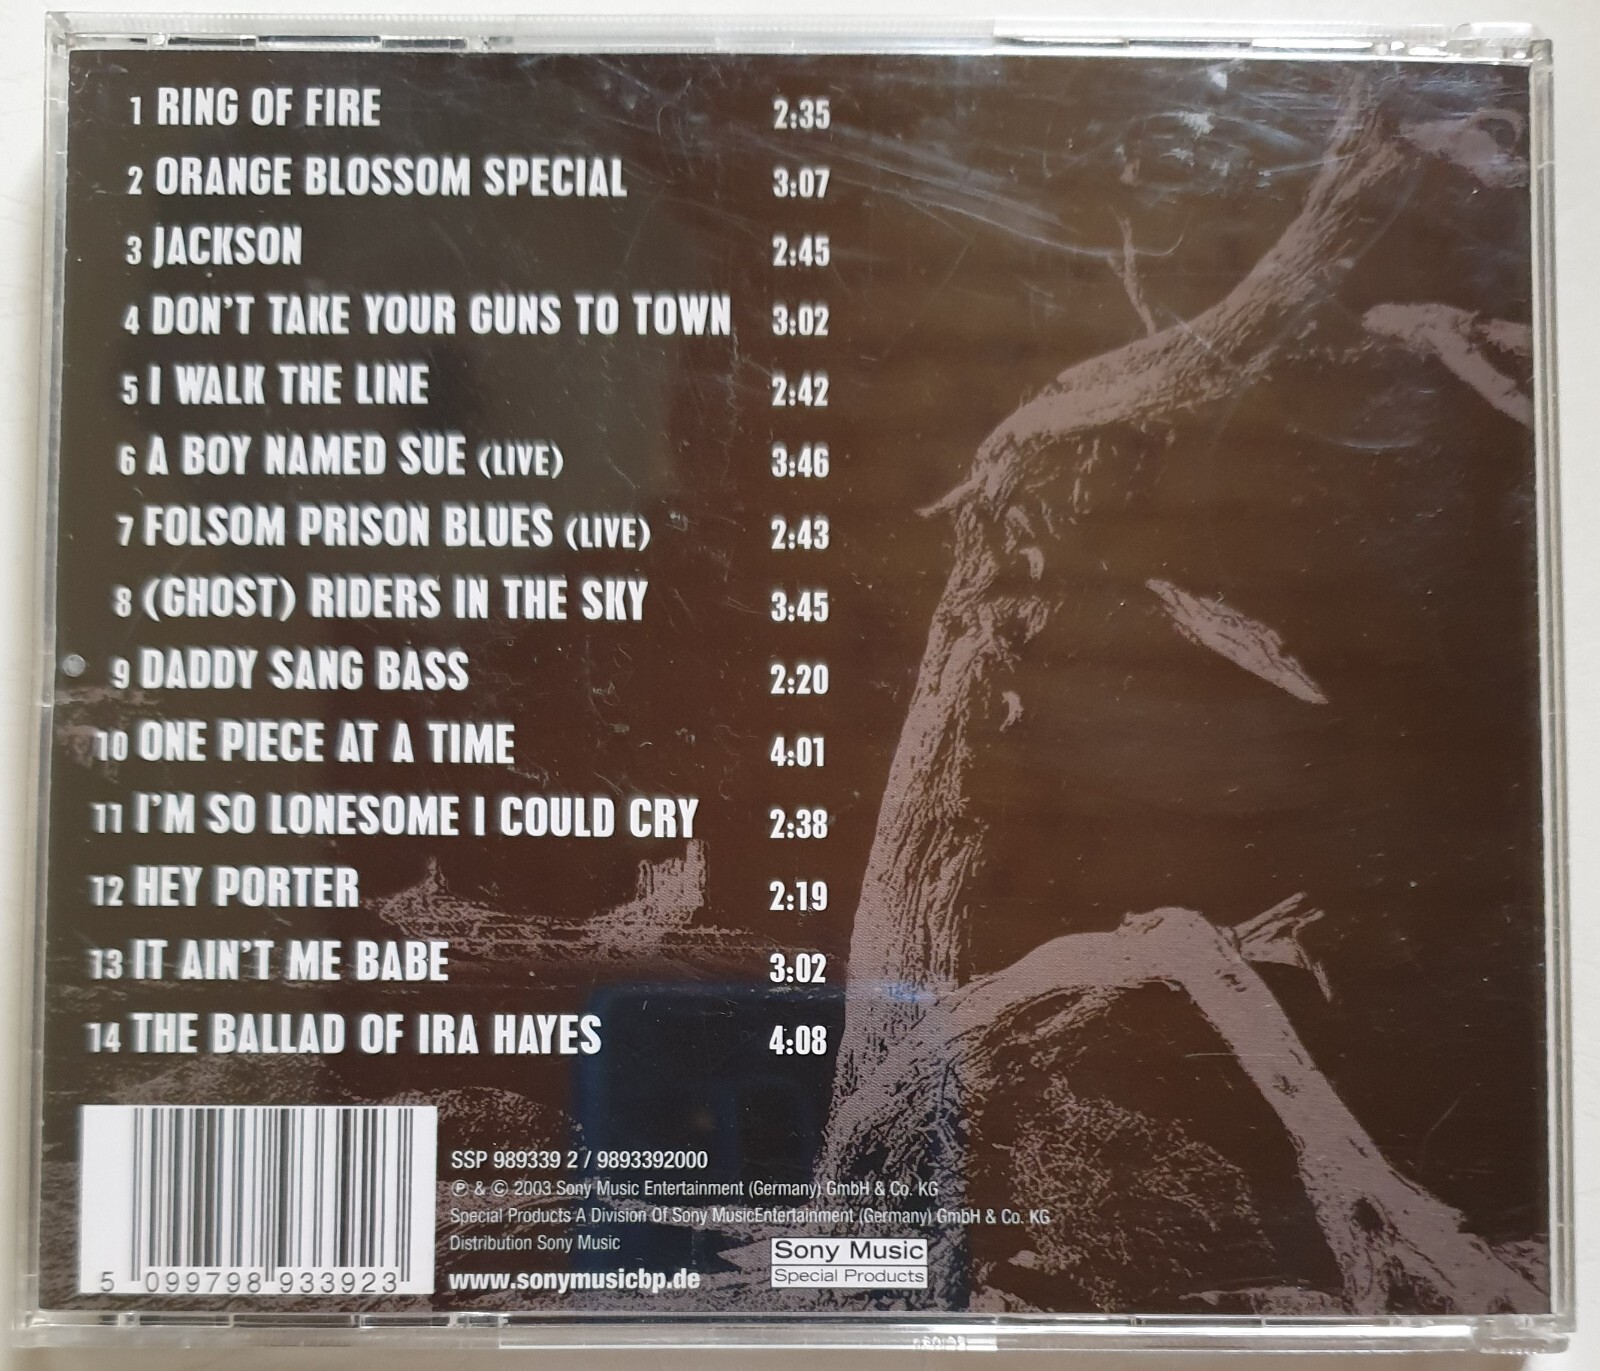 1 RING OF FIRE 2:35
2 ORANGE BLOSSOM SPECIAL 3:07
3 JACKSON 2:45
4 DON'T TAKE YOUR GUNS TO TOWN 3:02
5 I WALK THE LINE 2:42
6 A BOY NAMED SUE (LIVE) 3:46
7 FOLSOM PRISON BLUES (LIVE) 2:43
8 (GHOST) RIDERS IN THE SKY 3:45
9 DADDY SANG BASS 2:20
10 ONE PIECE AT A TIME 4:01
11 I'M SO LONESOME I COULD CRY 2:38
12 HEY PORTER 2:19
13 IT AIN'T ME BABE 3:02
14 THE BALLAD OF IRA HAYES 4:08
SSP 989339 2 / 9893392000
℗ & © 2003 Sony Music Entertainment (Germany) GmbH & Co. KG
Special Products A Division Of Sony MusicEntertainment (Germany) GmbH & Co. KG
Distribution Sony Music
www.sonymusicbp.de
Sony Music
Special Products
5 099798 933923